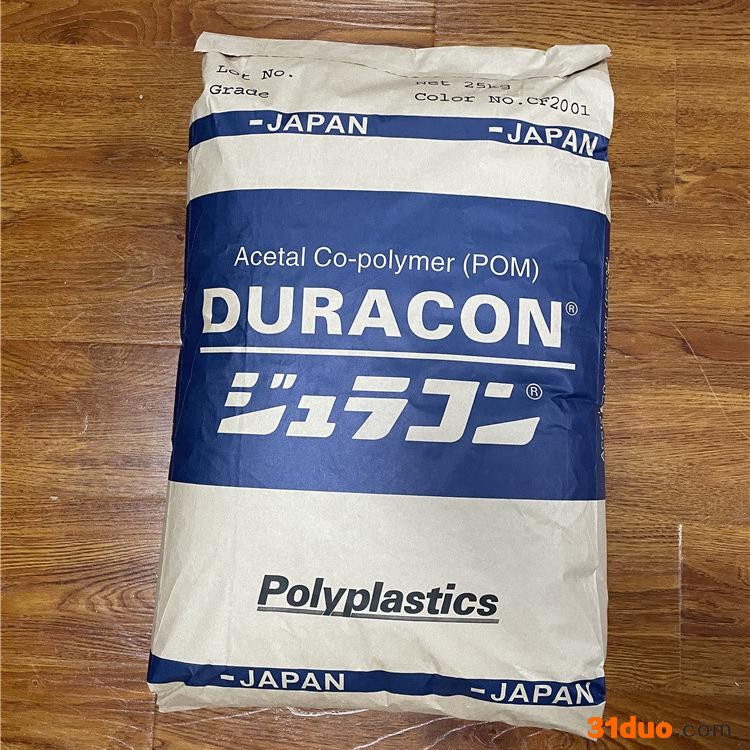 Lot No.
Net 25kg
Grade
Color NO.CF2001
-JAPAN
-JAPAN
Acetal Co-polymer (POM)
DURACON®
ジュラコン®
Polyplastics
-JAPAN
-JAPAN
31duo.com